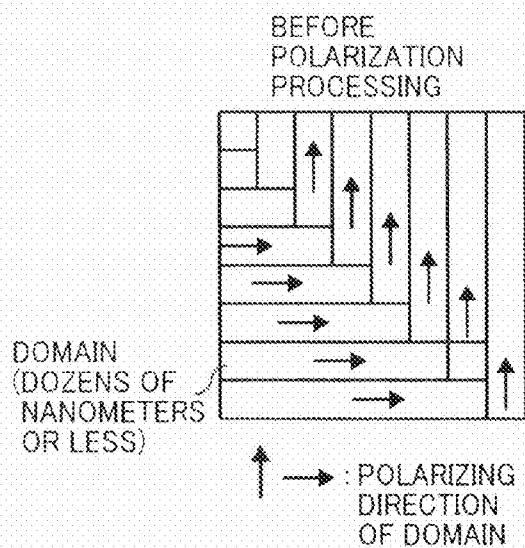 BEFORE
POLARIZATION
PROCESSING
DOMAIN
(DOZENS OF
NANOMETERS
OR LESS)
: POLARIZING
DIRECTION
OF DOMAIN